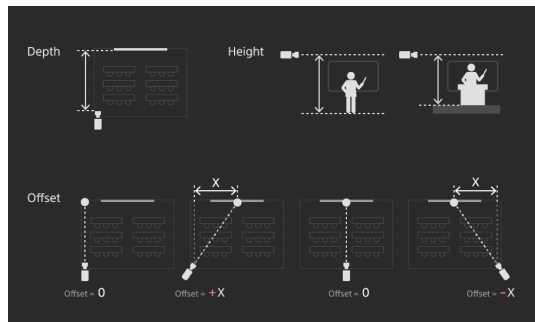 Depth
Height
Offset
X
X
Offset = 0
Offset = +X
Offset = 0
Offset = -X